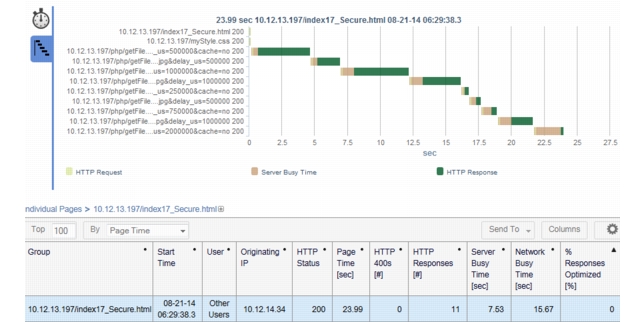 23.99 sec 10.12.13.197/index17_Secure.html 08-21-14 06:29:38.3
10.12.13.197/index17_Secure.html 200
10.12.13.197/myStyle.css 200
10.12.13.197/php/getFile...._us=500000&cache=no 200
10.12.13.197/php/getFile....jpg&delay_us=500000 200
10.12.13.197/php/getFile....us=1000000&cache=no 200
10.12.13.197/php/getFile... pg&delay_us=1000000 200
10.12.13.197/php/getFile...._us=250000&cache=no 200
10.12.13.197/php/getFile....jpg&delay_us=500000 200
10.12.13.197/php/getFile...._us=750000&cache=no 200
10.12.13.197/php/getFile... pg&delay_us=1000000 200
10.12.13.197/php/getFile....us=2000000&cache=no 200
0 2.5 5 7.5 10 12.5 15 17.5 20 22.5 25 27.5
sec
HTTP Request Server Busy Time HTTP Response
ndividual Pages > 10.12.13.197/index17_Secure.html
Top 100 By Page Time Send To Columns
Group Start Time User Originating IP HTTP Status Page Time [sec] HTTP 400s [#] HTTP Responses [#] Server Busy Time [sec] Network Busy Time [sec] % Responses Optimized [%]
10.12.13.197/index17_Secure.html 08-21-14 06:29:38.3 Other Users 10.12.14.34 200 23.99 0 11 7.53 15.67 0